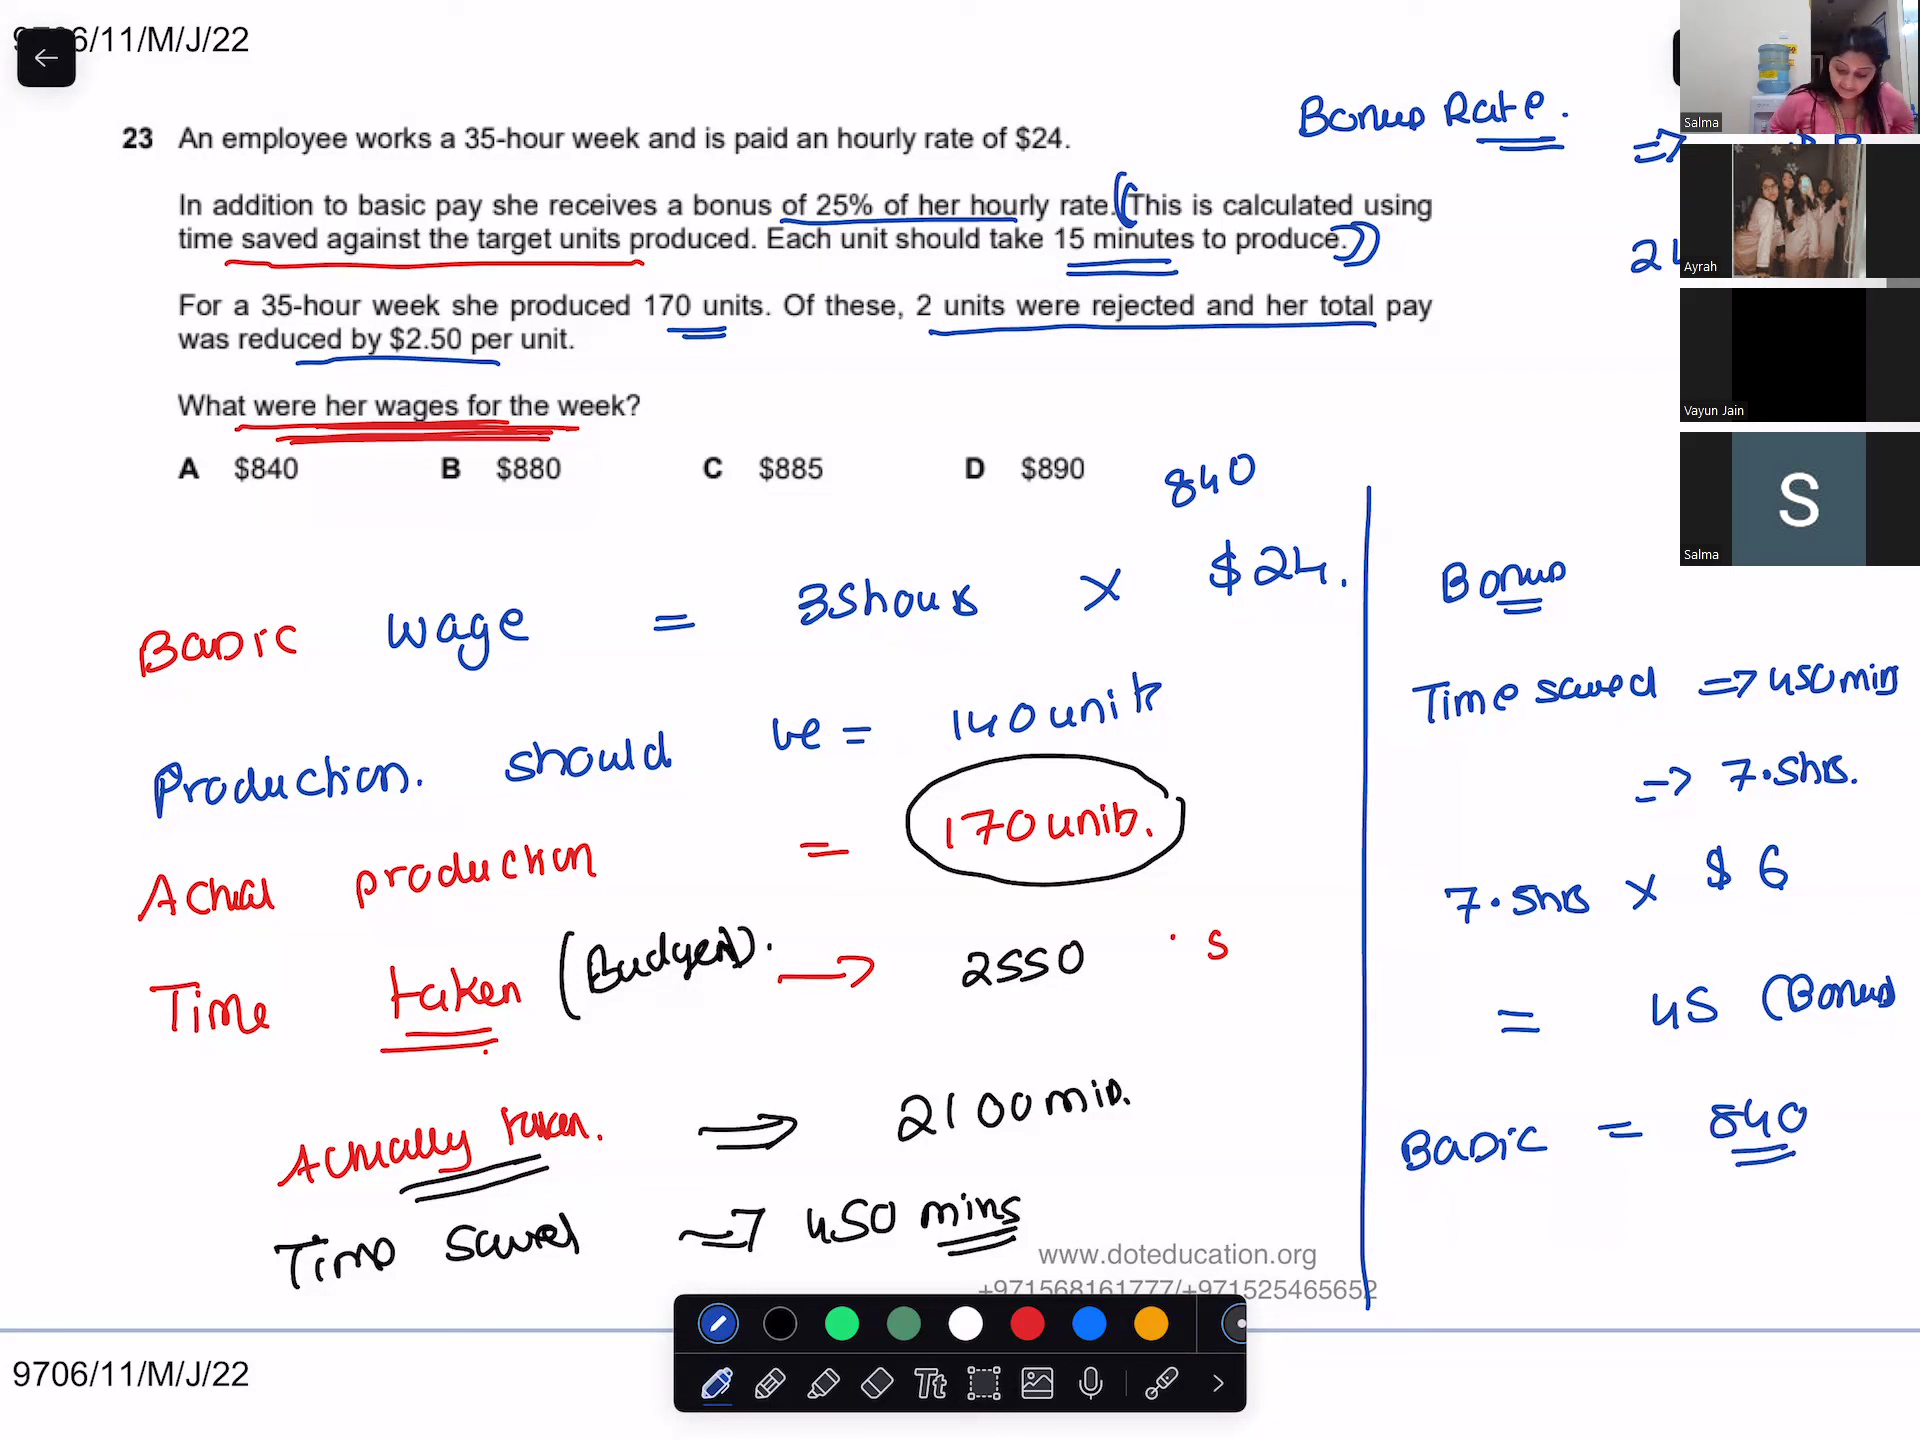 9706/11/M/J/22
23 An employee works a 35-hour week and is paid an hourly rate of $24.
Bonus Rate.
In addition to basic pay she receives a bonus of 25% of her hourly rate. This is calculated using
time saved against the target units produced. Each unit should take 15 minutes to produce.
For a 35-hour week she produced 170 units. Of these, 2 units were rejected and her total pay
was reduced by $2.50 per unit.
What were her wages for the week?
A $840 B $880 C $885 D $890
840
Basic wage = 35hours x $24.
Production. should be = 140 units
Actual production = 170 units.
Time taken (Budgeted). → 2550
Actually taken. ⇒ 2100 min.
Time saved ⇒ 450 mins
Bonus
Time saved ⇒ 450 mins
⇒ 7.5hrs.
7.5hrs x $6
= 45 (Bonus
Basic = 840
www.doteducation.org
+971568161777/+971525465652
Tt
9706/11/M/J/22
Salma
Ayrah
Vayun Jain
S
Salma